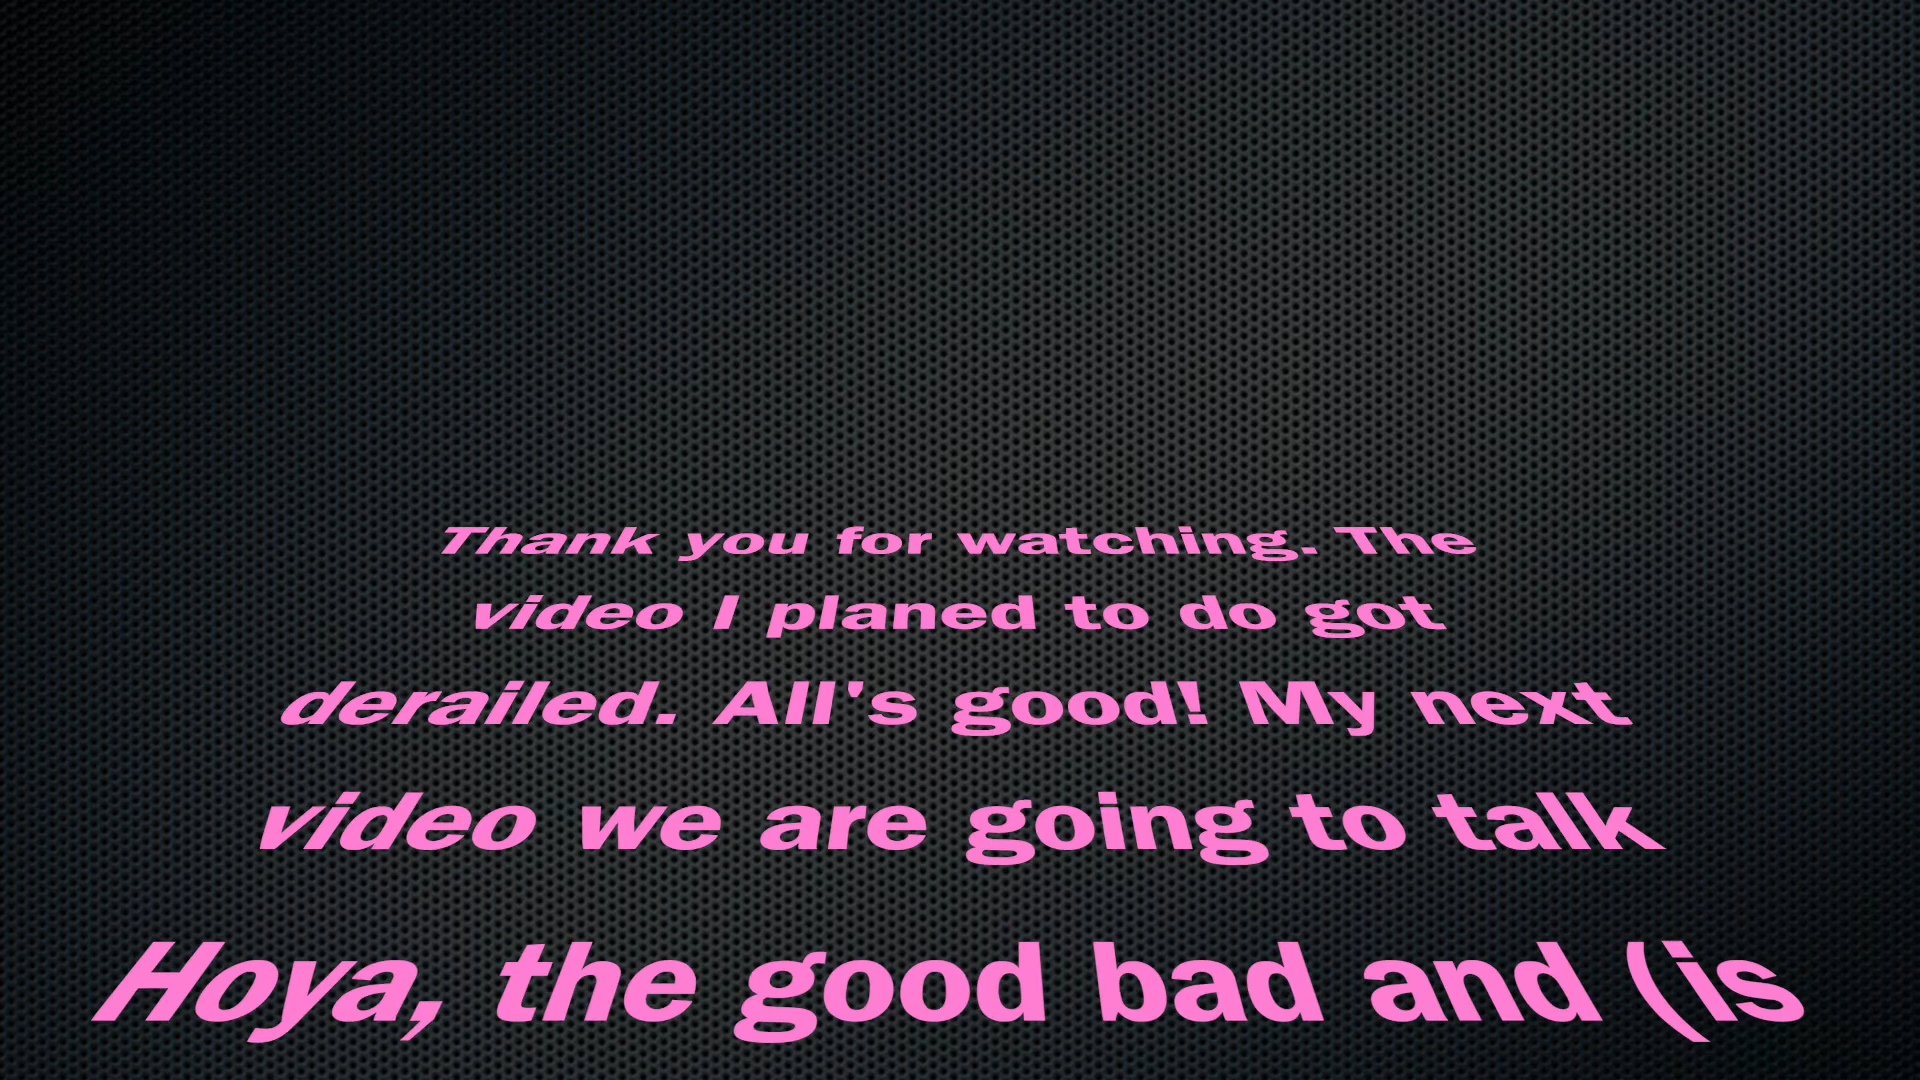 Thank you for watching. The
video I planed to do got
derailed. All's good! My next
video we are going to talk
Hoya, the good bad and (is